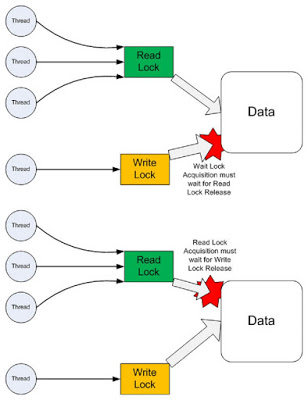 Thread
Thread
Thread
Read
Lock
Data
Thread
Write
Lock
Wait Lock
Acquisition must
wait for Read
Lock Release
Thread
Thread
Thread
Read
Lock
Read Lock
Acquisition must
wait for Write
Lock Release
Data
Thread
Write
Lock